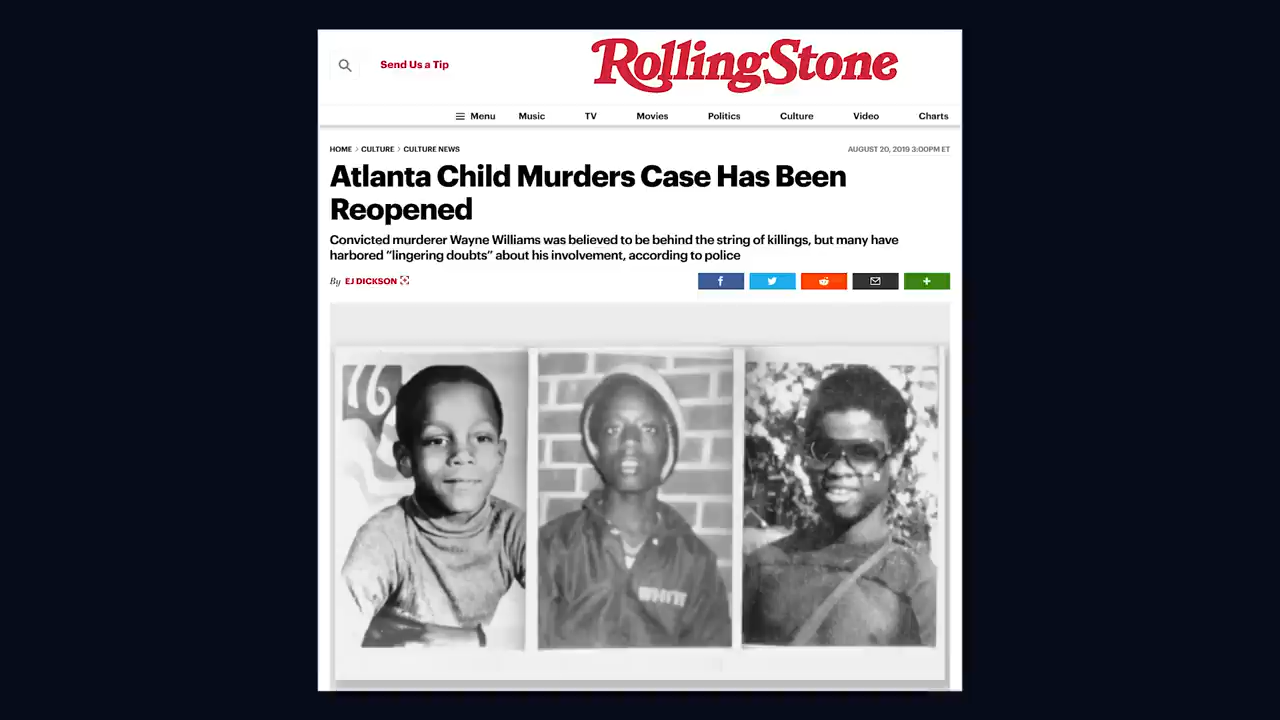 Send Us a Tip
RollingStone
Menu Music TV Movies Politics Culture Video Charts
HOME > CULTURE > CULTURE NEWS
AUGUST 20, 2019 3:00PM ET
Atlanta Child Murders Case Has Been
Reopened
Convicted murderer Wayne Williams was believed to be behind the string of killings, but many have
harbored “lingering doubts” about his involvement, according to police
By EJ DICKSON
f
+
76